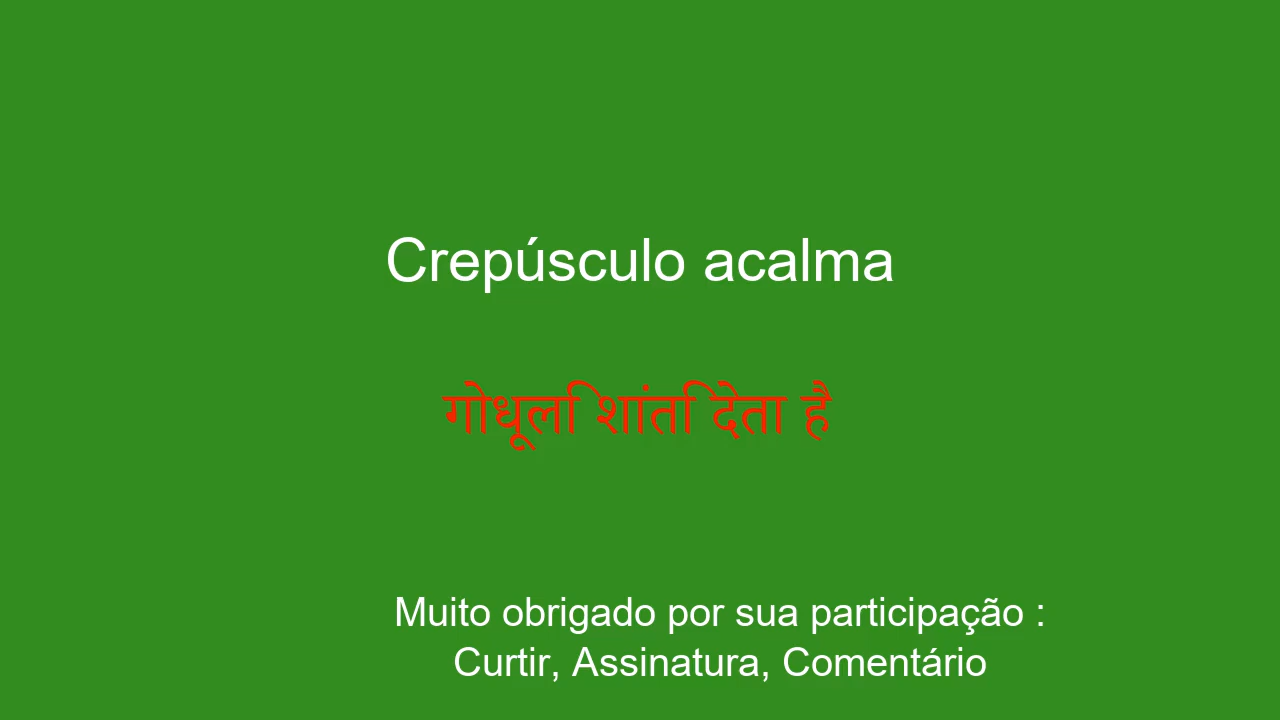 Crepúsculo acalma
गोधूलि शांति देता है
Muito obrigado por sua participação :
Curtir, Assinatura, Comentário